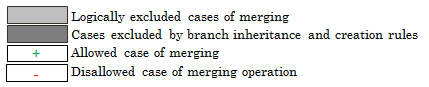 Logically excluded cases of merging
Cases excluded by branch inheritance and creation rules
+ Allowed case of merging
- Disallowed case of merging operation